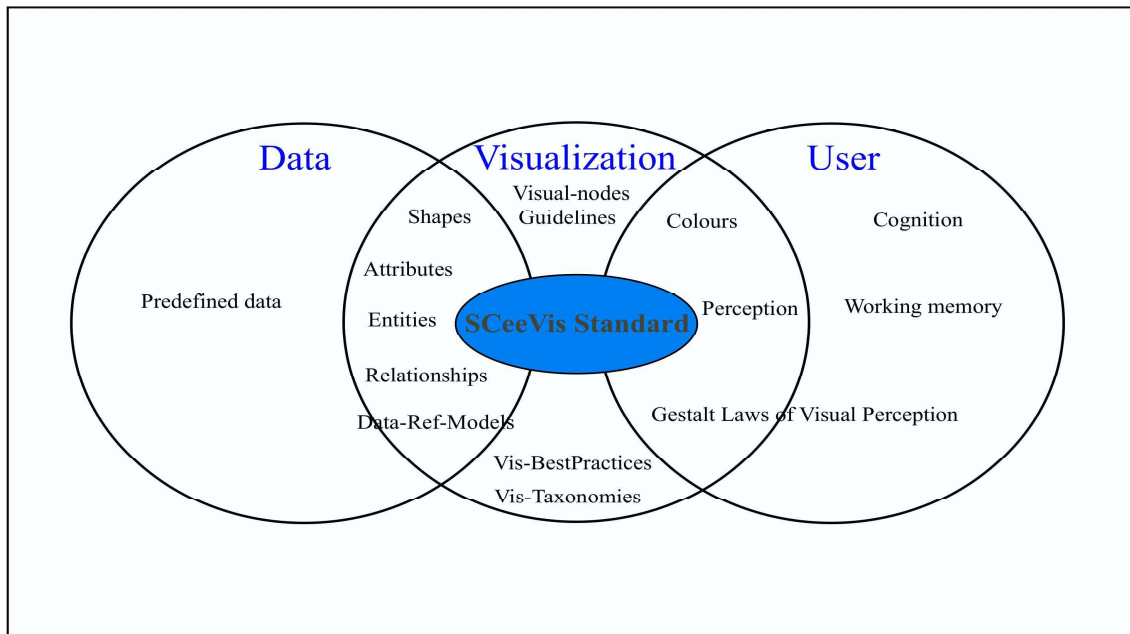 Data
Visualization
User
Visual-nodes
Guidelines
Shapes
Colours
Cognition
Attributes
Predefined data
Entities
SCeeVis Standard
Perception
Working memory
Relationships
Data-Ref-Models
Gestalt Laws of Visual Perception
Vis-BestPractices
Vis-Taxonomies